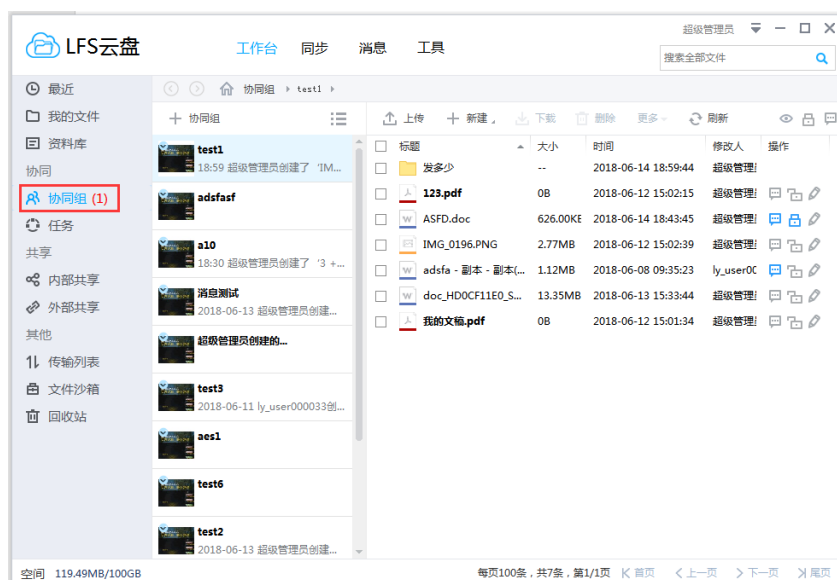 超级管理员
LFS云盘
工作台 同步 消息 工具
搜索全部文件
最近
我的文件
资料库
协同
协同组 (1)
任务
共享
内部共享
外部共享
其他
传输列表
文件沙箱
回收站
协同组 test1
协同组
test1
18:59 超级管理员创建了 ‘IM...
adsfasf
a10
18:30 超级管理员创建了 ‘3 +...
消息测试
2018-06-13 超级管理员创建...
超级管理员创建的...
test3
2018-06-11 ly_user000033创...
aes1
test6
test2
2018-06-13 超级管理员创建...
上传 新建 下载 删除 更多 刷新
标题 大小 时间 修改人 操作
发多少 -- 2018-06-14 18:59:44 超级管理
123.pdf 0B 2018-06-12 15:02:15 超级管理
ASFD.doc 626.00KB 2018-06-14 18:43:45 超级管理
IMG_0196.PNG 2.77MB 2018-06-12 15:02:39 超级管理
adsfa - 副本 - 副本(... 1.12MB 2018-06-08 09:35:23 ly_user00
doc_HD0CF11E0_S... 13.35MB 2018-06-13 15:33:44 超级管理
我的文稿.pdf 0B 2018-06-12 15:01:34 超级管理
空间 119.49MB/100GB
每页100条，共7条，第1/1页 首页 上一页 下一页 尾页